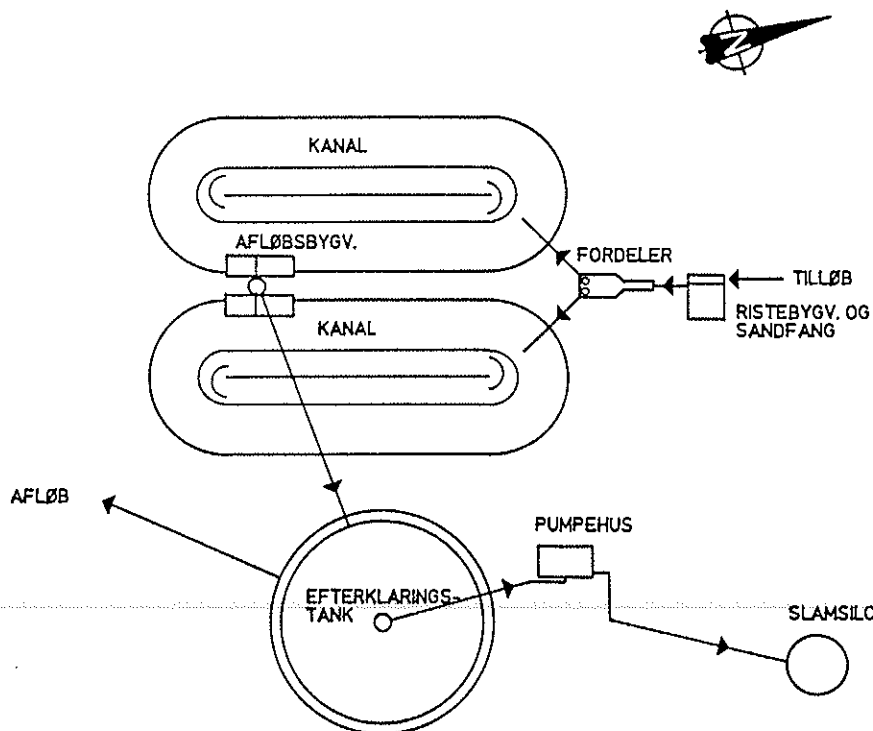 N
KANAL
AFLØBSBYGV.
FORDELER
TILLØB
RISTEBYGV. OG
SANDFANG
KANAL
AFLØB
PUMPEHUS
EFTERKLARINGS-
TANK
SLAMSILO